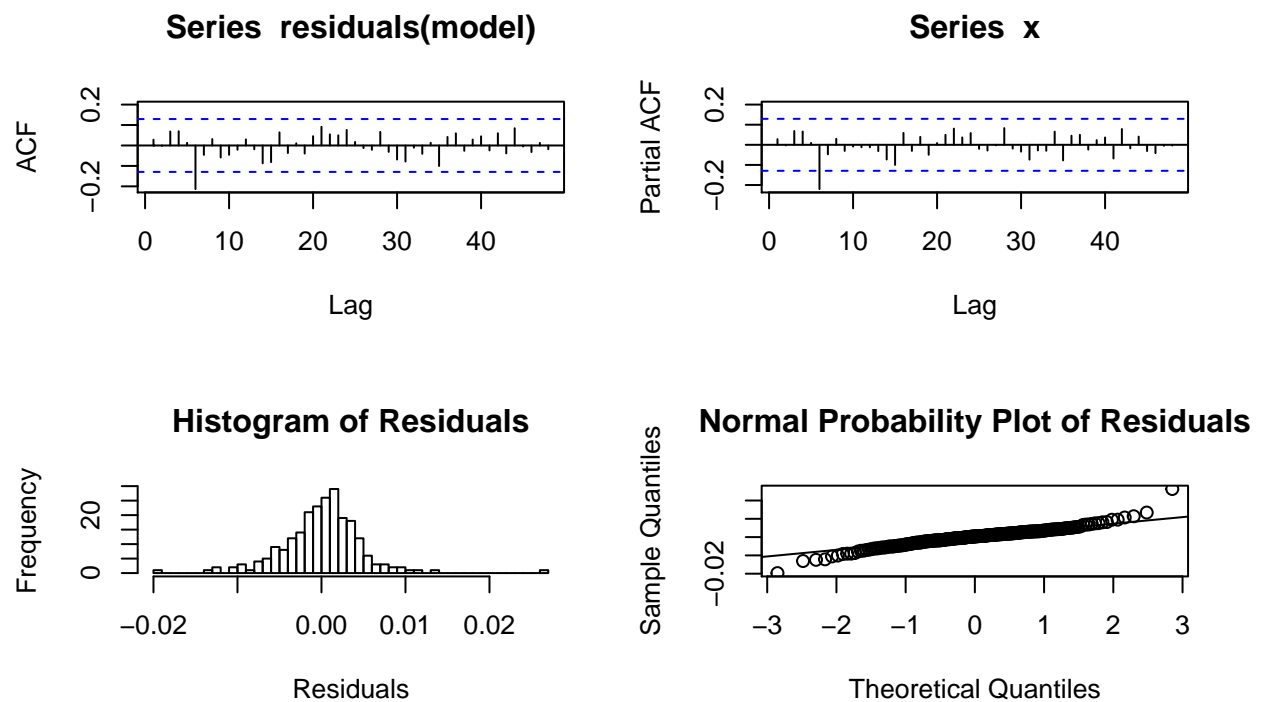 Series residuals(model)
ACF
0.2
−0.2
0 10 20 30 40
Lag
Series x
Partial ACF
0.2
−0.2
0 10 20 30 40
Lag
Histogram of Residuals
Frequency
20
0
−0.02 0.00 0.01 0.02
Residuals
Normal Probability Plot of Residuals
Sample Quantiles
−0.02
−3 −2 −1 0 1 2 3
Theoretical Quantiles